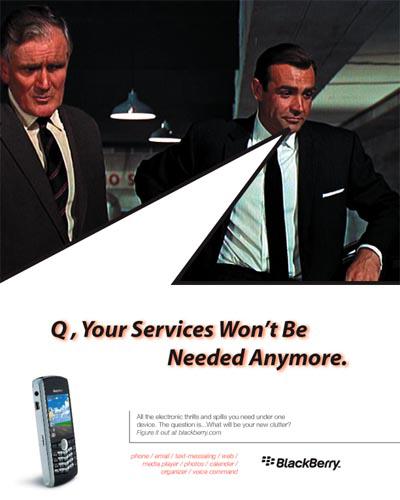 OS
Q , Your Services Won't Be
Needed Anymore.
All the electronic thrills and spills you need under one
device. The question is...What will be your new clutter?
Figure it out at blackberry.com
phone / email / text-messaging / web /
media player / photos / calender /
organizer / voice command
BlackBerry.